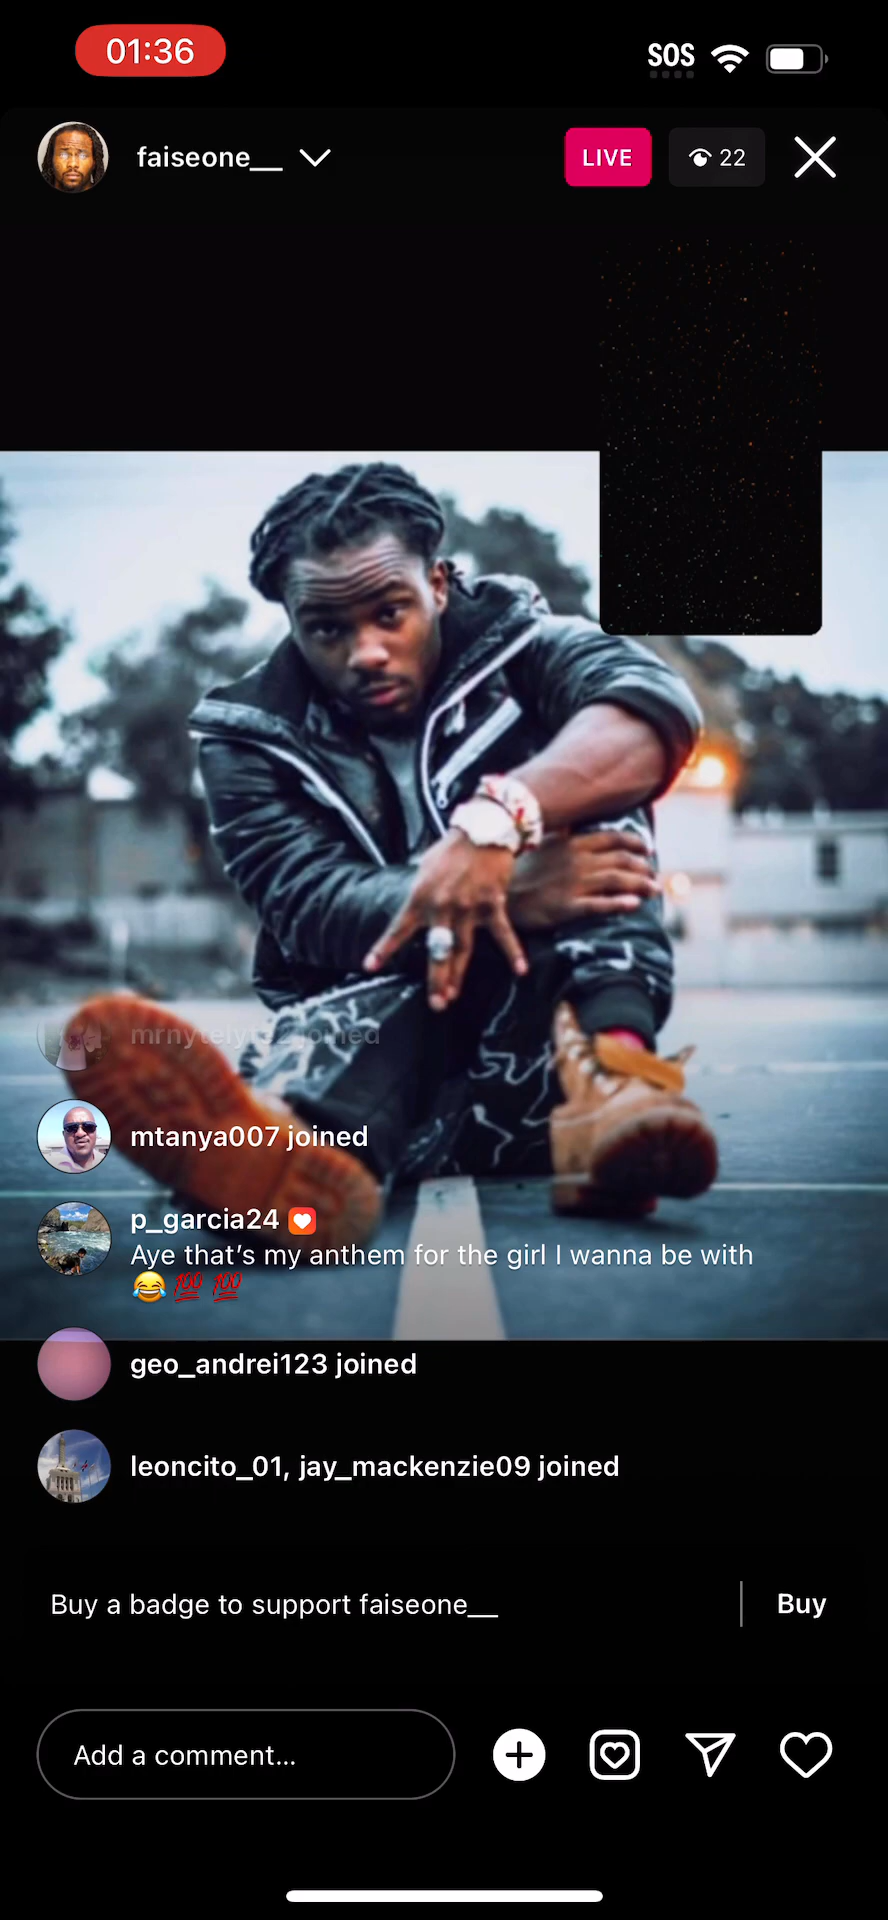 01:36
SOS
faiseone__
LIVE
22
joined
mtanya007 joined
p_garcia24
Aye that's my anthem for the girl I wanna be with
😂💯💯
geo_andrei123 joined
leoncito_01, jay_mackenzie09 joined
Buy a badge to support faiseone__
Buy
Add a comment...